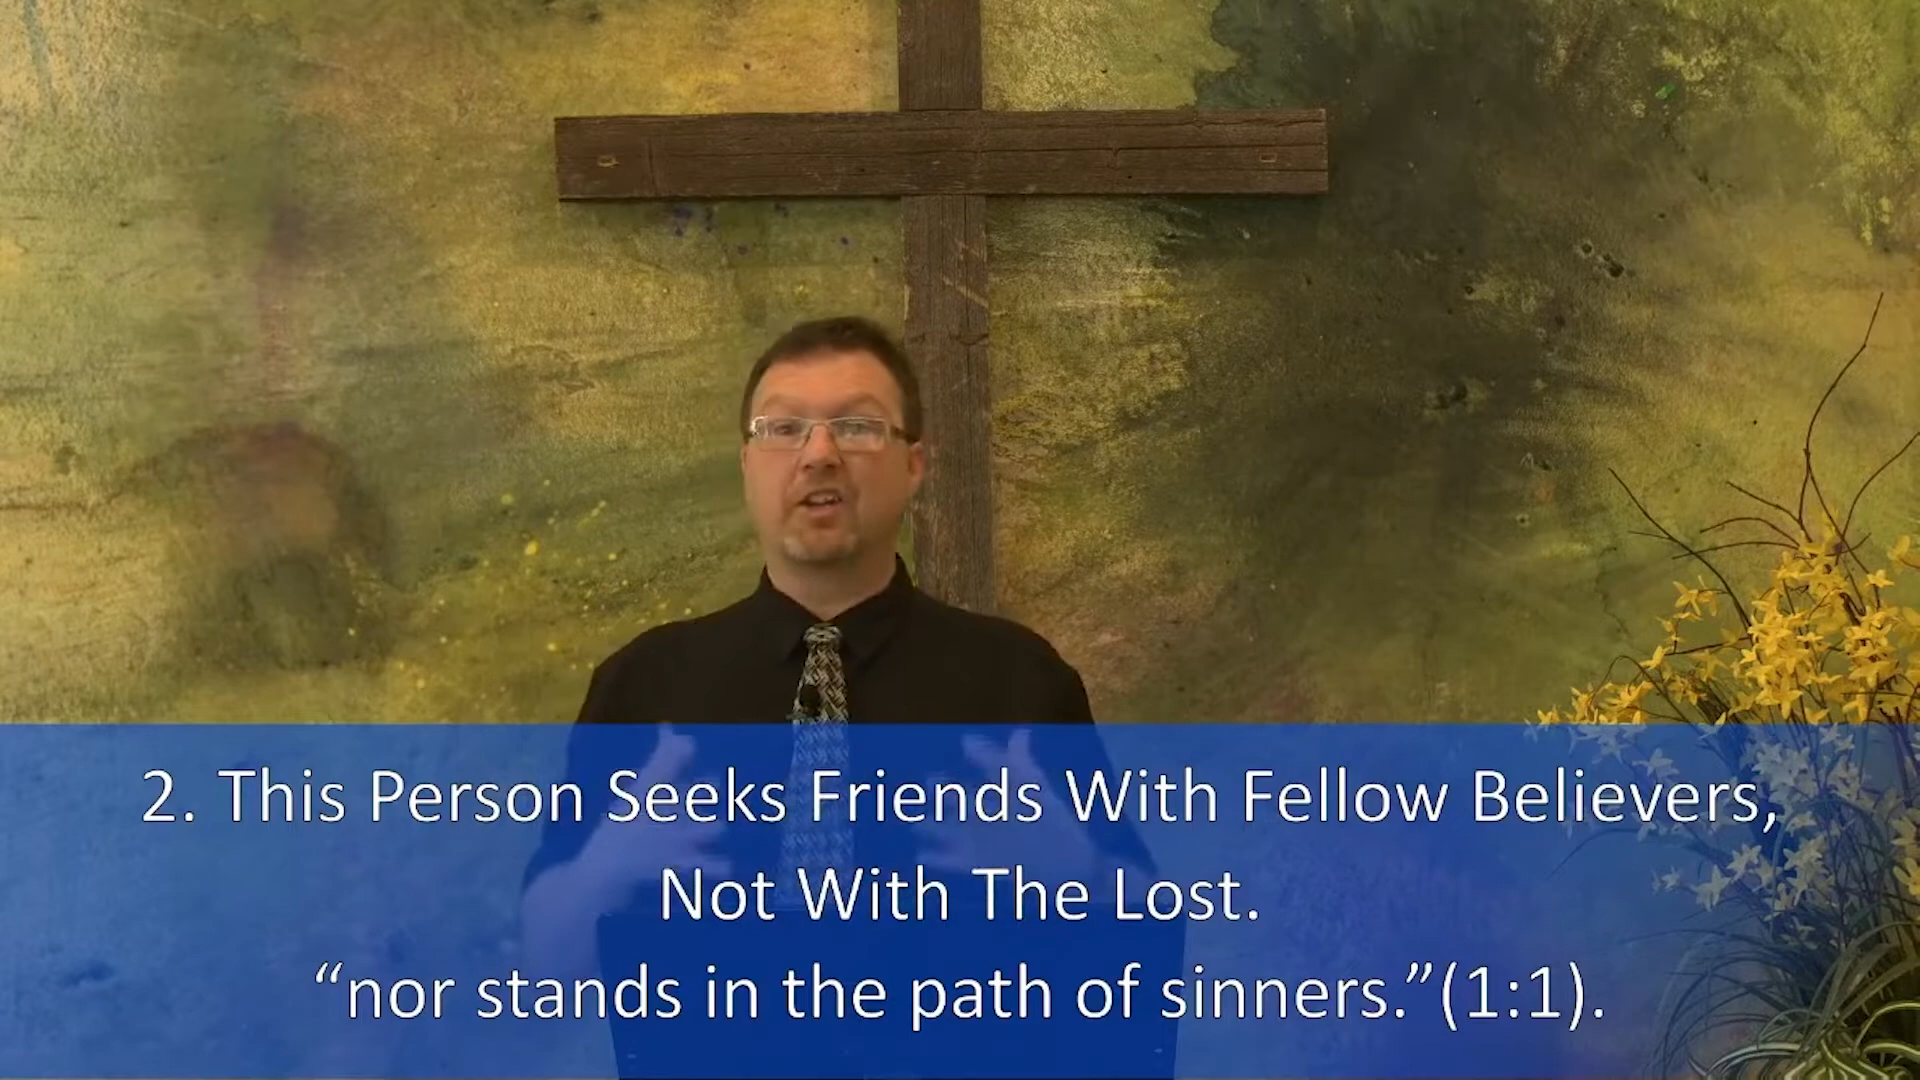 2. This Person Seeks Friends With Fellow Believers,
Not With The Lost.
“nor stands in the path of sinners.”(1:1).